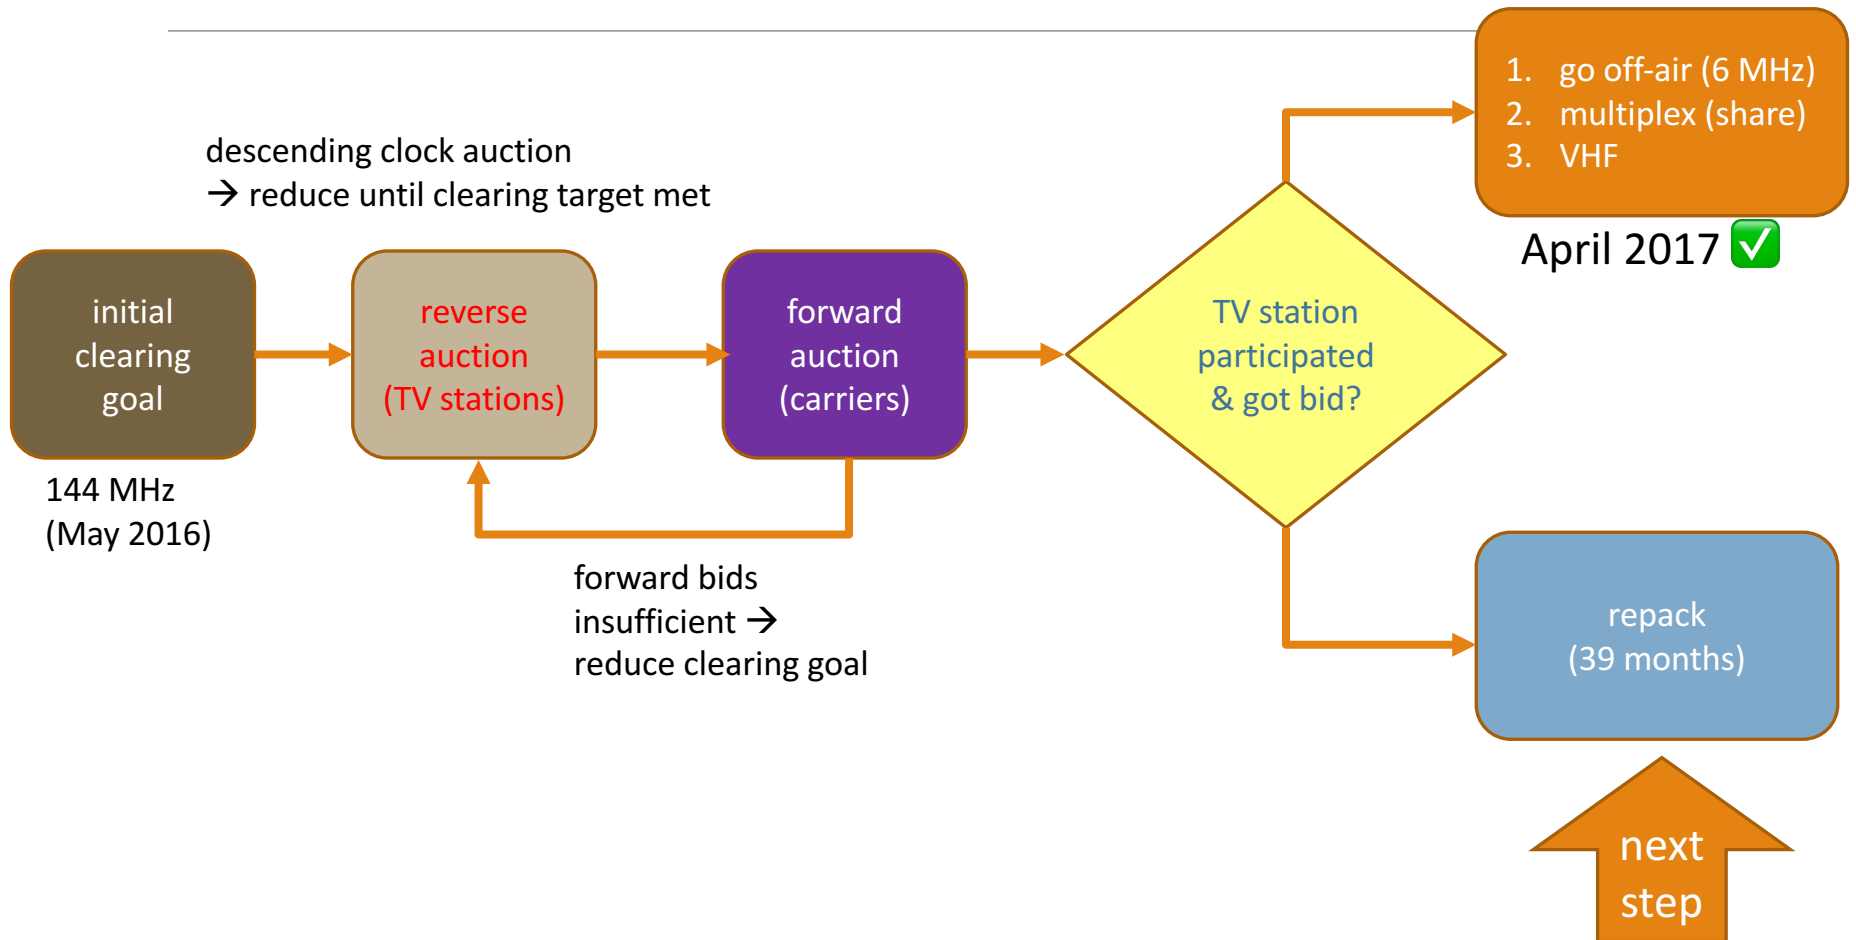 descending clock auction
→ reduce until clearing target met
initial
clearing
goal
144 MHz
(May 2016)
reverse
auction
(TV stations)
forward
auction
(carriers)
forward bids
insufficient →
reduce clearing goal
TV station
participated
& got bid?
1. go off-air (6 MHz)
2. multiplex (share)
3. VHF
April 2017 ✅
repack
(39 months)
next
step